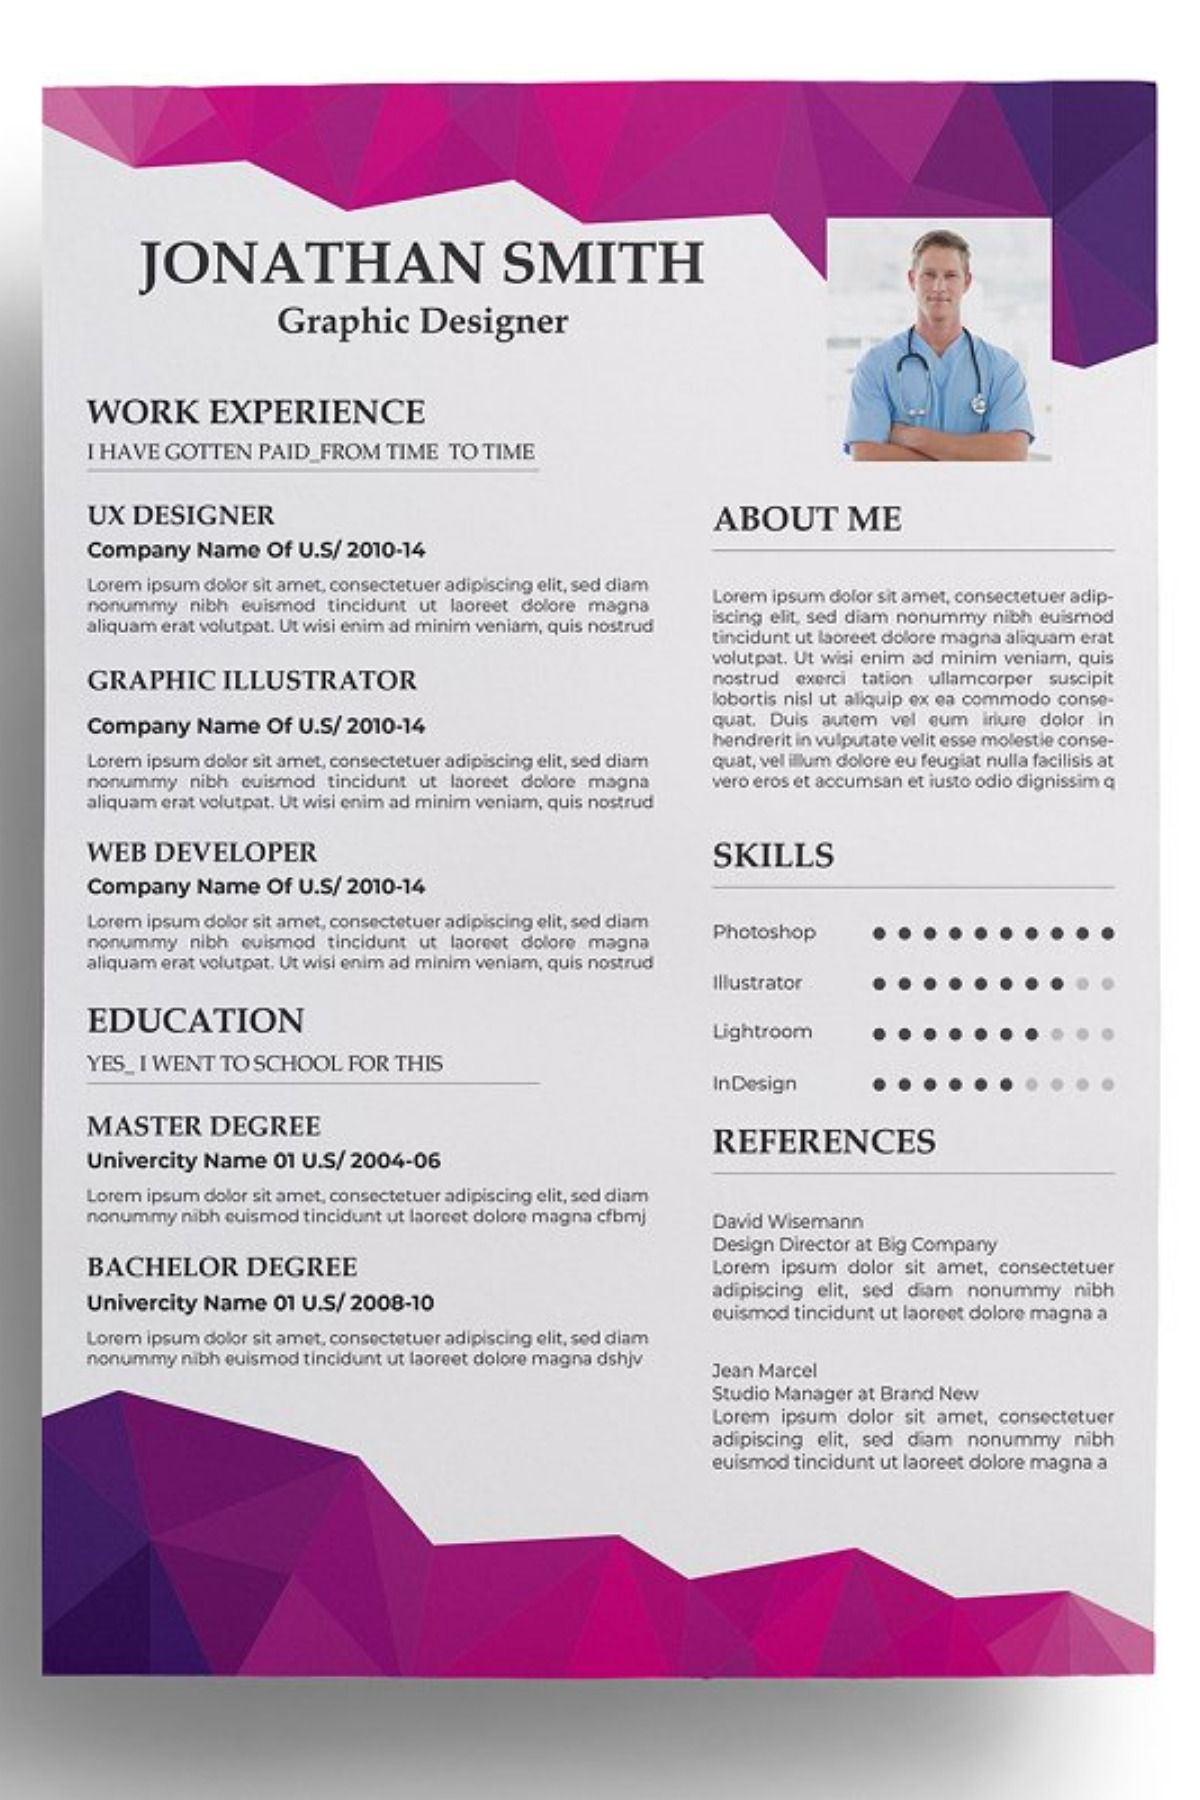 JONATHAN SMITH
Graphic Designer
WORK EXPERIENCE
I HAVE GOTTEN PAID_FROM TIME TO TIME
UX DESIGNER
Company Name Of U.S/ 2010-14
Lorem ipsum dolor sit amet, consectetuer adipiscing elit, sed diam
nonummy nibh euismod tincidunt ut laoreet dolore magna
aliquam erat volutpat. Ut wisi enim ad minim veniam, quis nostrud
GRAPHIC ILLUSTRATOR
Company Name Of U.S/ 2010-14
Lorem ipsum dolor sit amet, consectetuer adipiscing elit, sed diam
nonummy nibh euismod tincidunt ut laoreet dolore magna
aliquam erat volutpat. Ut wisi enim ad minim veniam, quis nostrud
WEB DEVELOPER
Company Name Of U.S/ 2010-14
Lorem ipsum dolor sit amet, consectetuer adipiscing elit, sed diam
nonummy nibh euismod tincidunt ut laoreet dolore magna
aliquam erat volutpat. Ut wisi enim ad minim veniam, quis nostrud
EDUCATION
YES_ I WENT TO SCHOOL FOR THIS
MASTER DEGREE
Univercity Name 01 U.S/ 2004-06
Lorem ipsum dolor sit amet, consectetuer adipiscing elit, sed diam
nonummy nibh euismod tincidunt ut laoreet dolore magna cfbmj
BACHELOR DEGREE
Univercity Name 01 U.S/ 2008-10
Lorem ipsum dolor sit amet, consectetuer adipiscing elit, sed diam
nonummy nibh euismod tincidunt ut laoreet dolore magna dshjv
ABOUT ME
Lorem ipsum dolor sit amet, consectetuer adip-
iscing elit, sed diam nonummy nibh euismod
tincidunt ut laoreet dolore magna aliquam erat
volutpat. Ut wisi enim ad minim veniam, quis
nostrud exerci tation ullamcorper suscipit
lobortis nisl ut aliquip ex ea commodo conse-
quat. Duis autem vel eum iriure dolor in
hendrerit in vulputate velit esse molestie conse-
quat, vel illum dolore eu feugiat nulla facilisis at
vero eros et accumsan et iusto odio dignissim q
SKILLS
Photoshop
Illustrator
Lightroom
InDesign
REFERENCES
David Wisemann
Design Director at Big Company
Lorem ipsum dolor sit amet, consectetuer
adipiscing elit, sed diam nonummy nibh
euismod tincidunt ut laoreet dolore magna a
Jean Marcel
Studio Manager at Brand New
Lorem ipsum dolor sit amet, consectetuer
adipiscing elit, sed diam nonummy nibh
euismod tincidunt ut laoreet dolore magna a